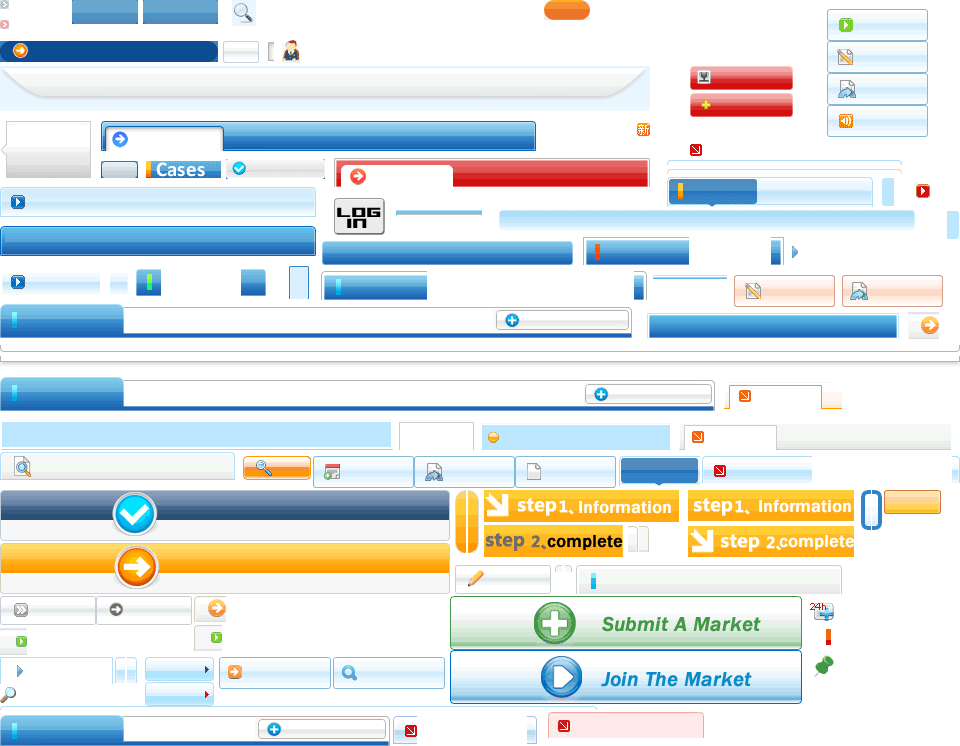 Cases
LOG
IN
step1、Information
step1、Information
step 2、complete
step 2、complete
Submit A Market
24h.
Join The Market